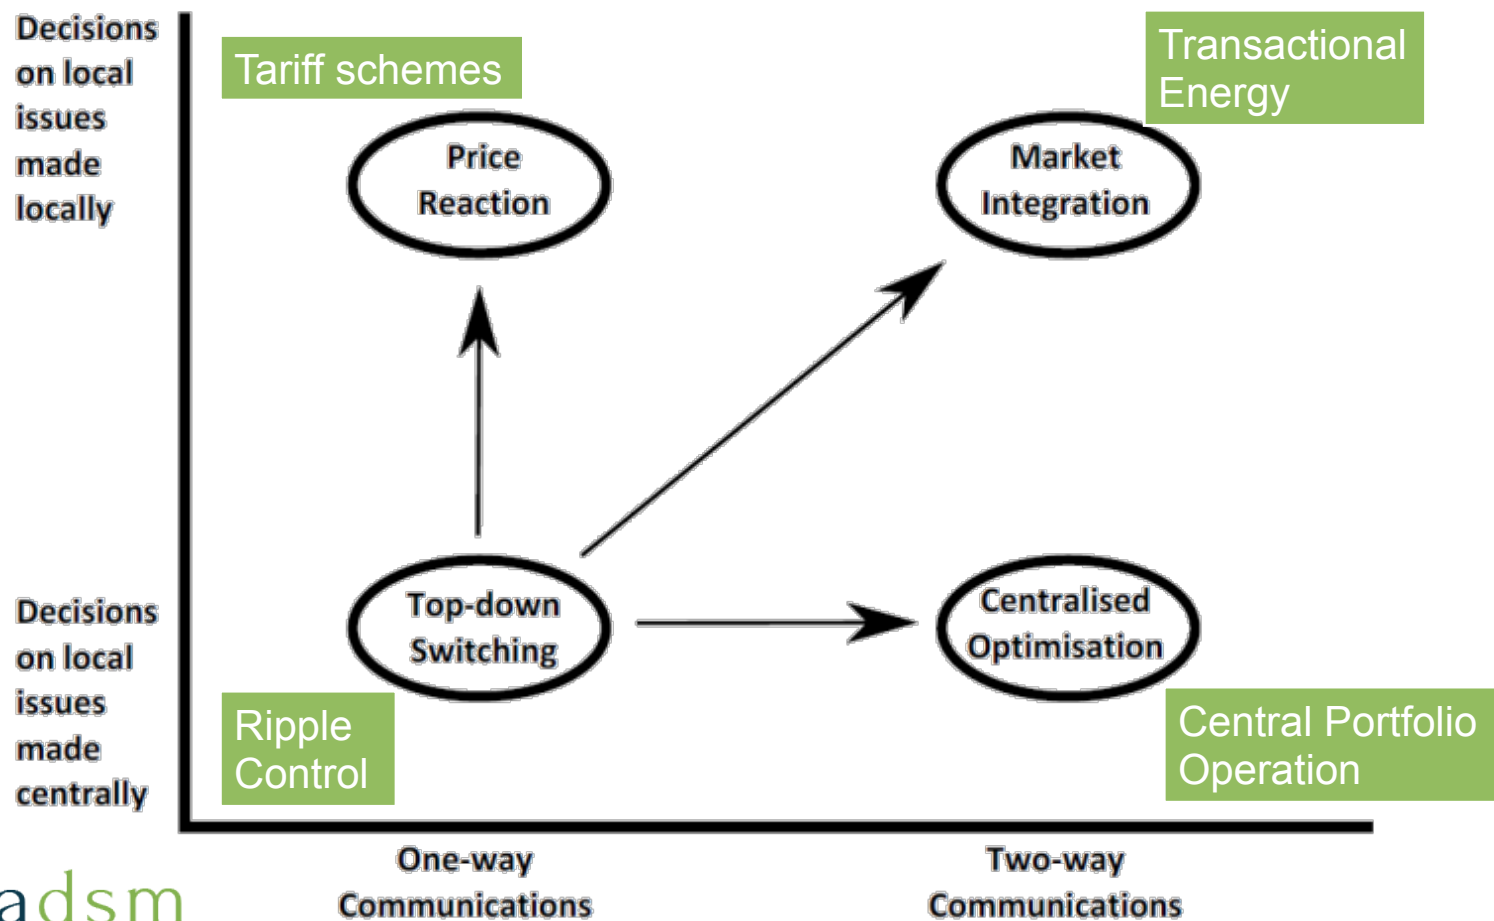 Decisions
on local
issues
made
locally
Tariff schemes
Transactional
Energy
Price
Reaction
Market
Integration
Decisions
on local
issues
made
centrally
Top-down
Switching
Centralised
Optimisation
Ripple
Control
Central Portfolio
Operation
One-way
Communications
Two-way
Communications
adsm